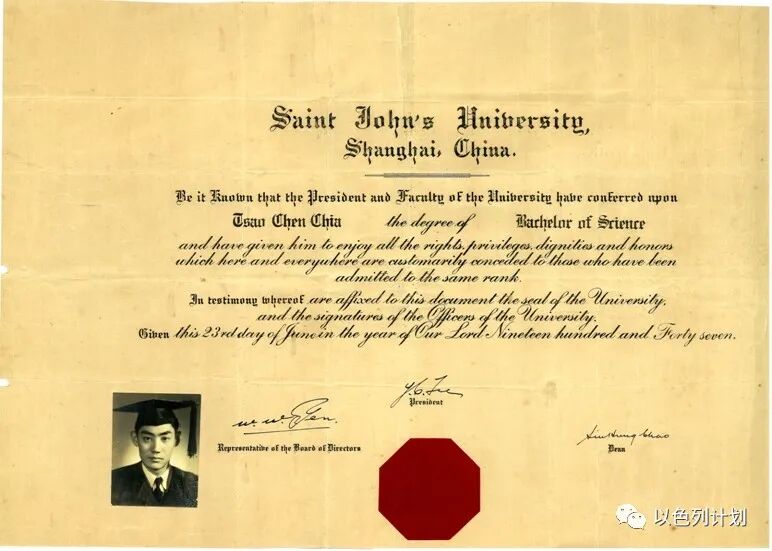 Saint John's University,
Shanghai, China.
Be it Known that the President and Faculty of the University have conferred upon
Tsao Chen Chia the degree of Bachelor of Science
and have given him to enjoy all the rights, privileges, dignities and honors
which here and everywhere are customarity conceded to those who have been
admitted to the same rank.
In testimony whereof are affixed to this document the seal of the University,
and the signatures of the Officers of the University.
Given this 23rd day of June in the year of Our Lord Nineteen hundred and Forty seven.
President
Representative of the Board of Directors
Dean
以色列计划